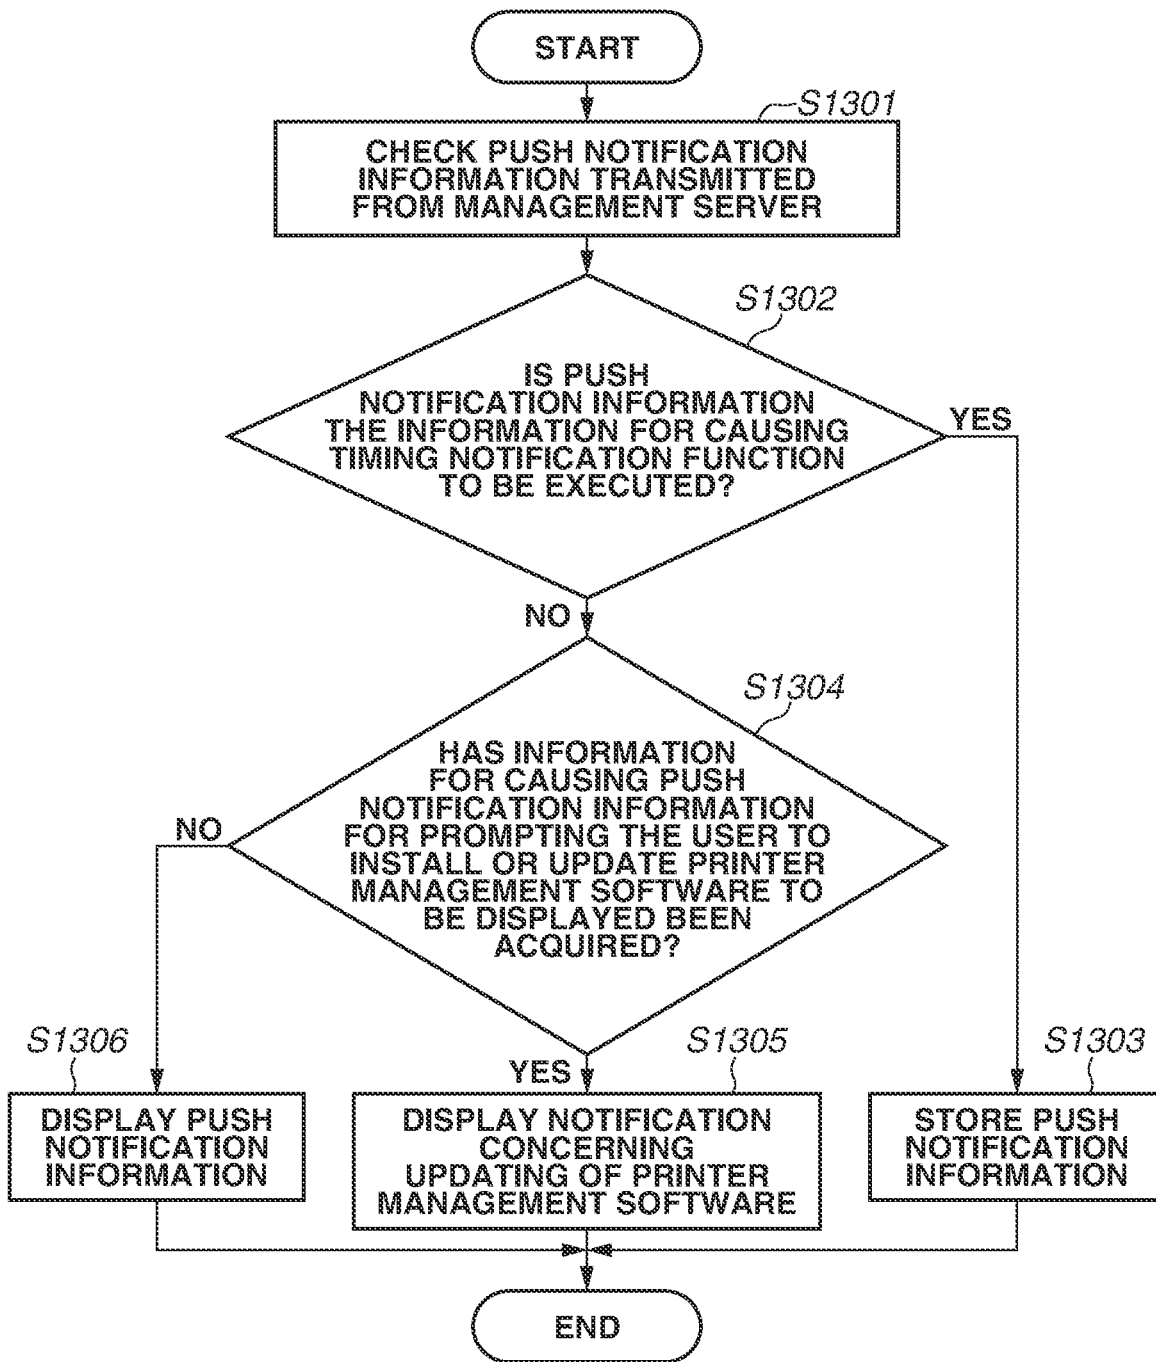 START
S1301
CHECK PUSH NOTIFICATION
INFORMATION TRANSMITTED
FROM MANAGEMENT SERVER
S1302
IS PUSH
NOTIFICATION INFORMATION
THE INFORMATION FOR CAUSING
TIMING NOTIFICATION FUNCTION
TO BE EXECUTED?
YES
NO
S1304
HAS INFORMATION
FOR CAUSING PUSH
NOTIFICATION INFORMATION
FOR PROMPTING THE USER TO
INSTALL OR UPDATE PRINTER
MANAGEMENT SOFTWARE TO
BE DISPLAYED BEEN
ACQUIRED?
NO
YES
S1306
DISPLAY PUSH
NOTIFICATION
INFORMATION
S1305
DISPLAY NOTIFICATION
CONCERNING
UPDATING OF PRINTER
MANAGEMENT SOFTWARE
S1303
STORE PUSH
NOTIFICATION
INFORMATION
END